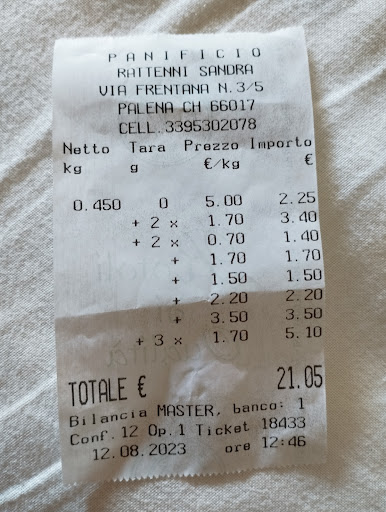 PANIFICIO
RATTENNI SANDRA
VIA FRENTANA N.3/5
PALENA CH 66017
CELL.3395302078
Netto Tara Prezzo Importo
kg g €/kg €
0.450 0 5.00 2.25
+ 2 x 1.70 3.40
+ 2 x 0.70 1.40
+ 1.70 1.70
+ 1.50 1.50
+ 2.20 2.20
+ 3.50 3.50
+ 3 x 1.70 5.10
TOTALE € 21.05
Bilancia MASTER, banco: 1
Conf. 12 Op. 1 Ticket 18433
12.08.2023 ore 12:46